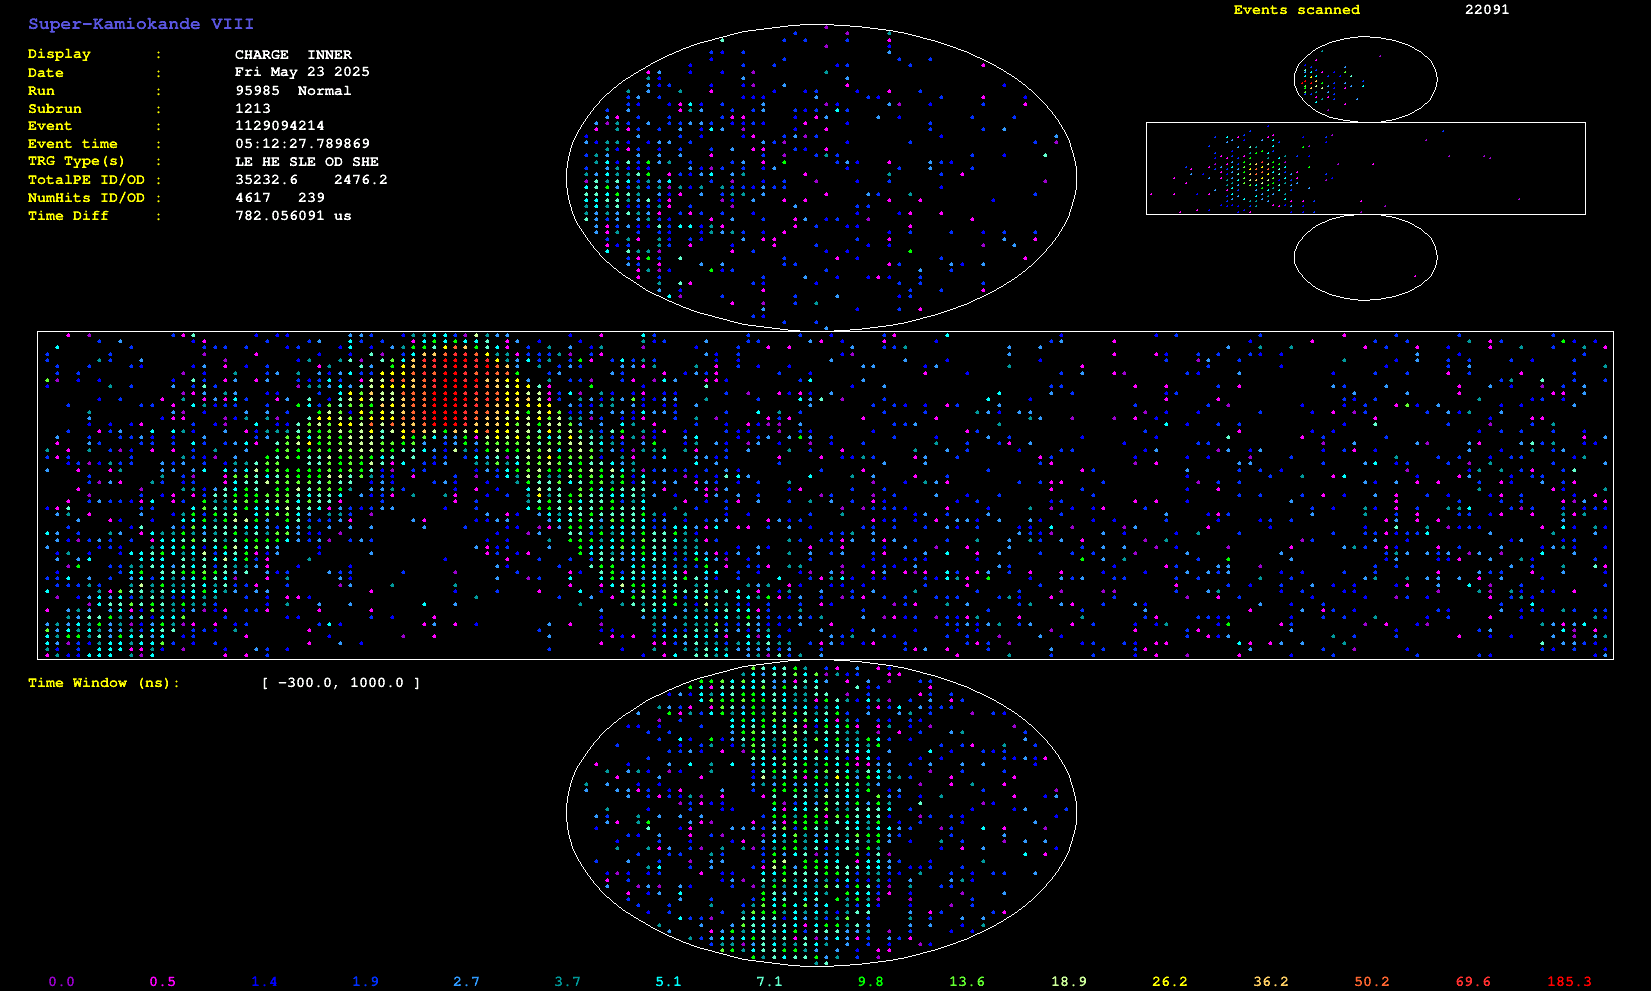 Super-Kamiokande VIII
Events scanned 22091
Display : CHARGE INNER
Date : Fri May 23 2025
Run : 95985 Normal
Subrun : 1213
Event : 1129094214
Event time : 05:12:27.789869
TRG Type(s) : LE HE SLE OD SHE
TotalPE ID/OD : 35232.6 2476.2
NumHits ID/OD : 4617 239
Time Diff : 782.056091 us
Time Window (ns): [ -300.0, 1000.0 ]
0.0 0.5 1.4 1.9 2.7 3.7 5.1 7.1 9.8 13.6 18.9 26.2 36.2 50.2 69.6 185.3